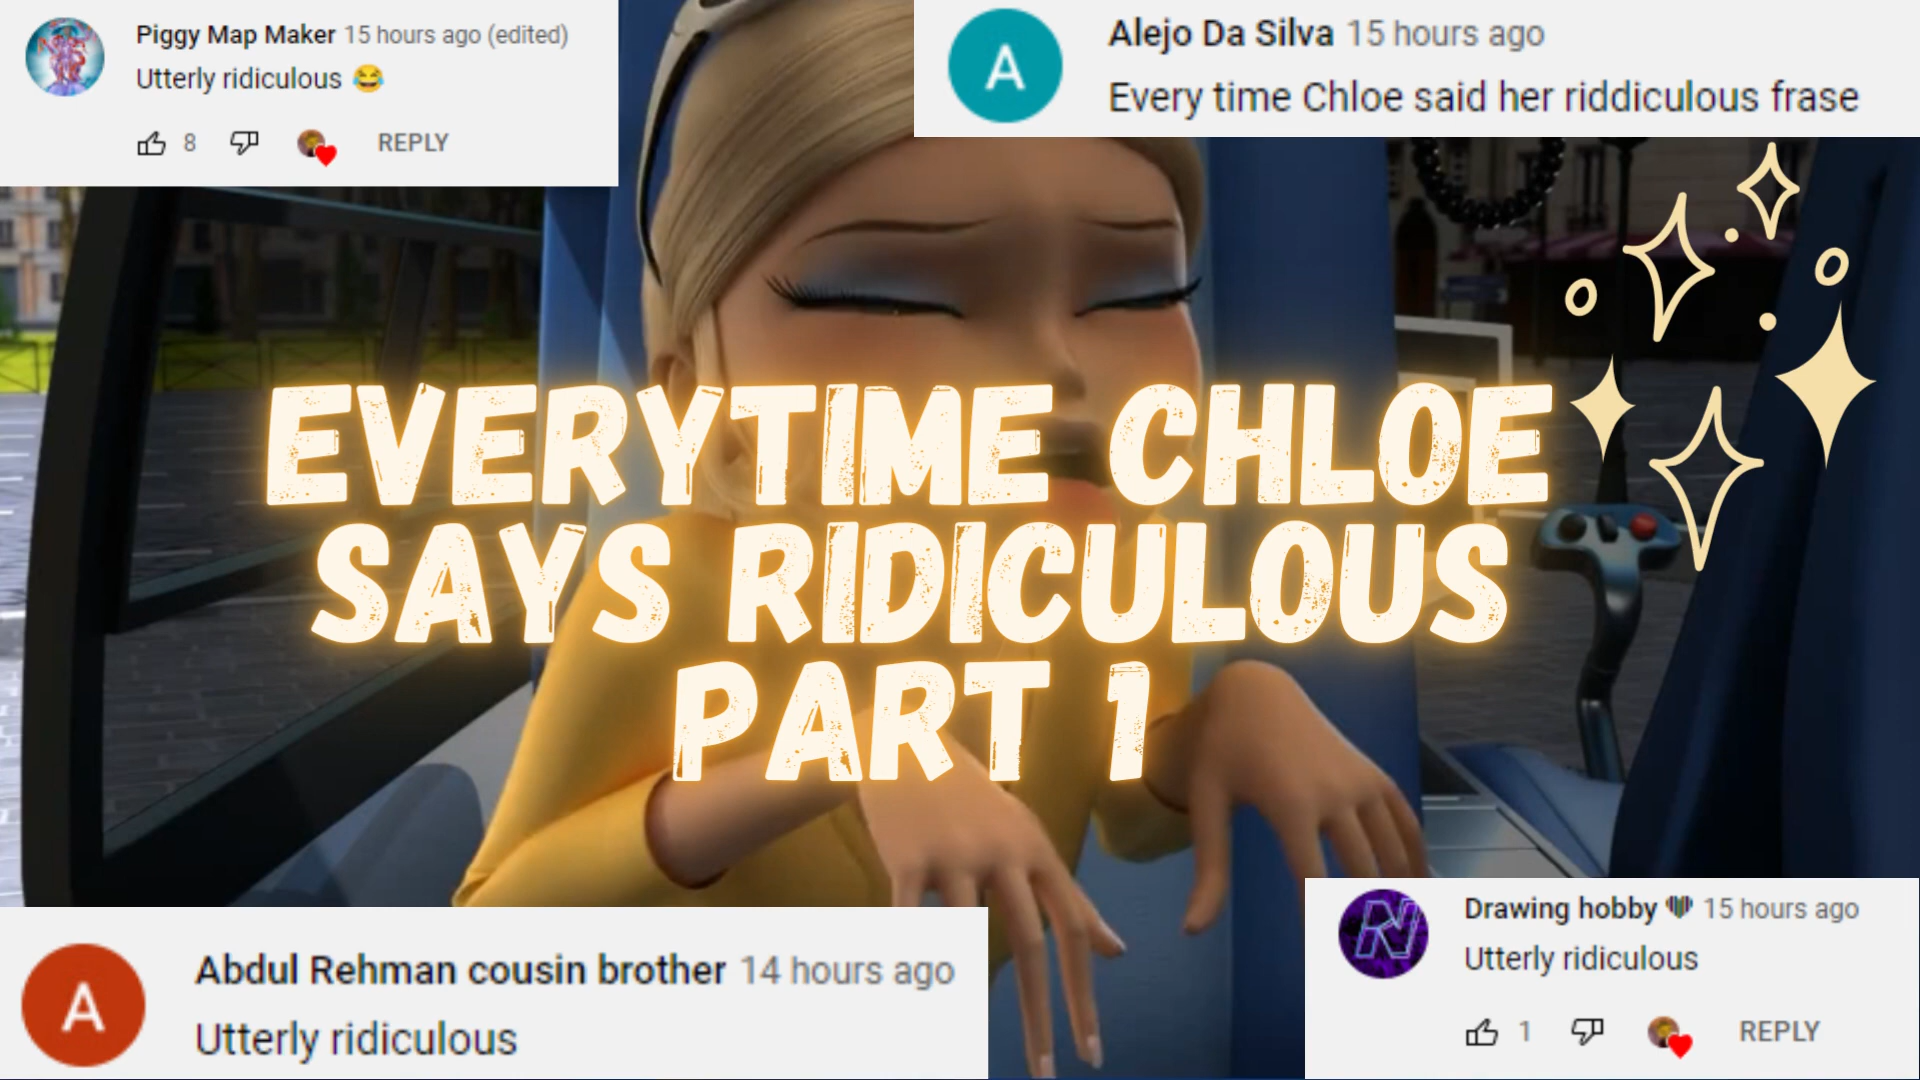 Piggy Map Maker 15 hours ago (edited)
Utterly ridiculous 😂
8 REPLY
A
Alejo Da Silva 15 hours ago
Every time Chloe said her riddiculous frase
EVERYTIME CHLOE
SAYS RIDICULOUS
PART 1
A
Abdul Rehman cousin brother 14 hours ago
Utterly ridiculous
Drawing hobby 15 hours ago
Utterly ridiculous
1 REPLY